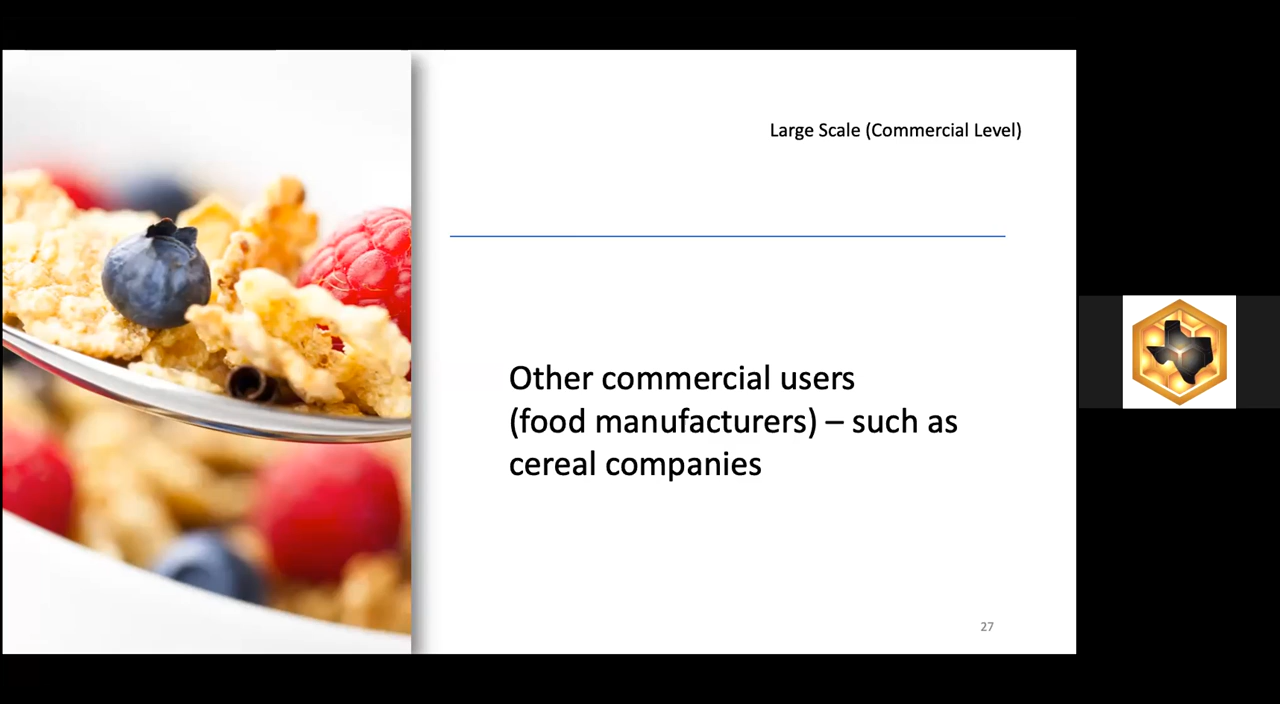 Large Scale (Commercial Level)
Other commercial users
(food manufacturers) – such as
cereal companies
27